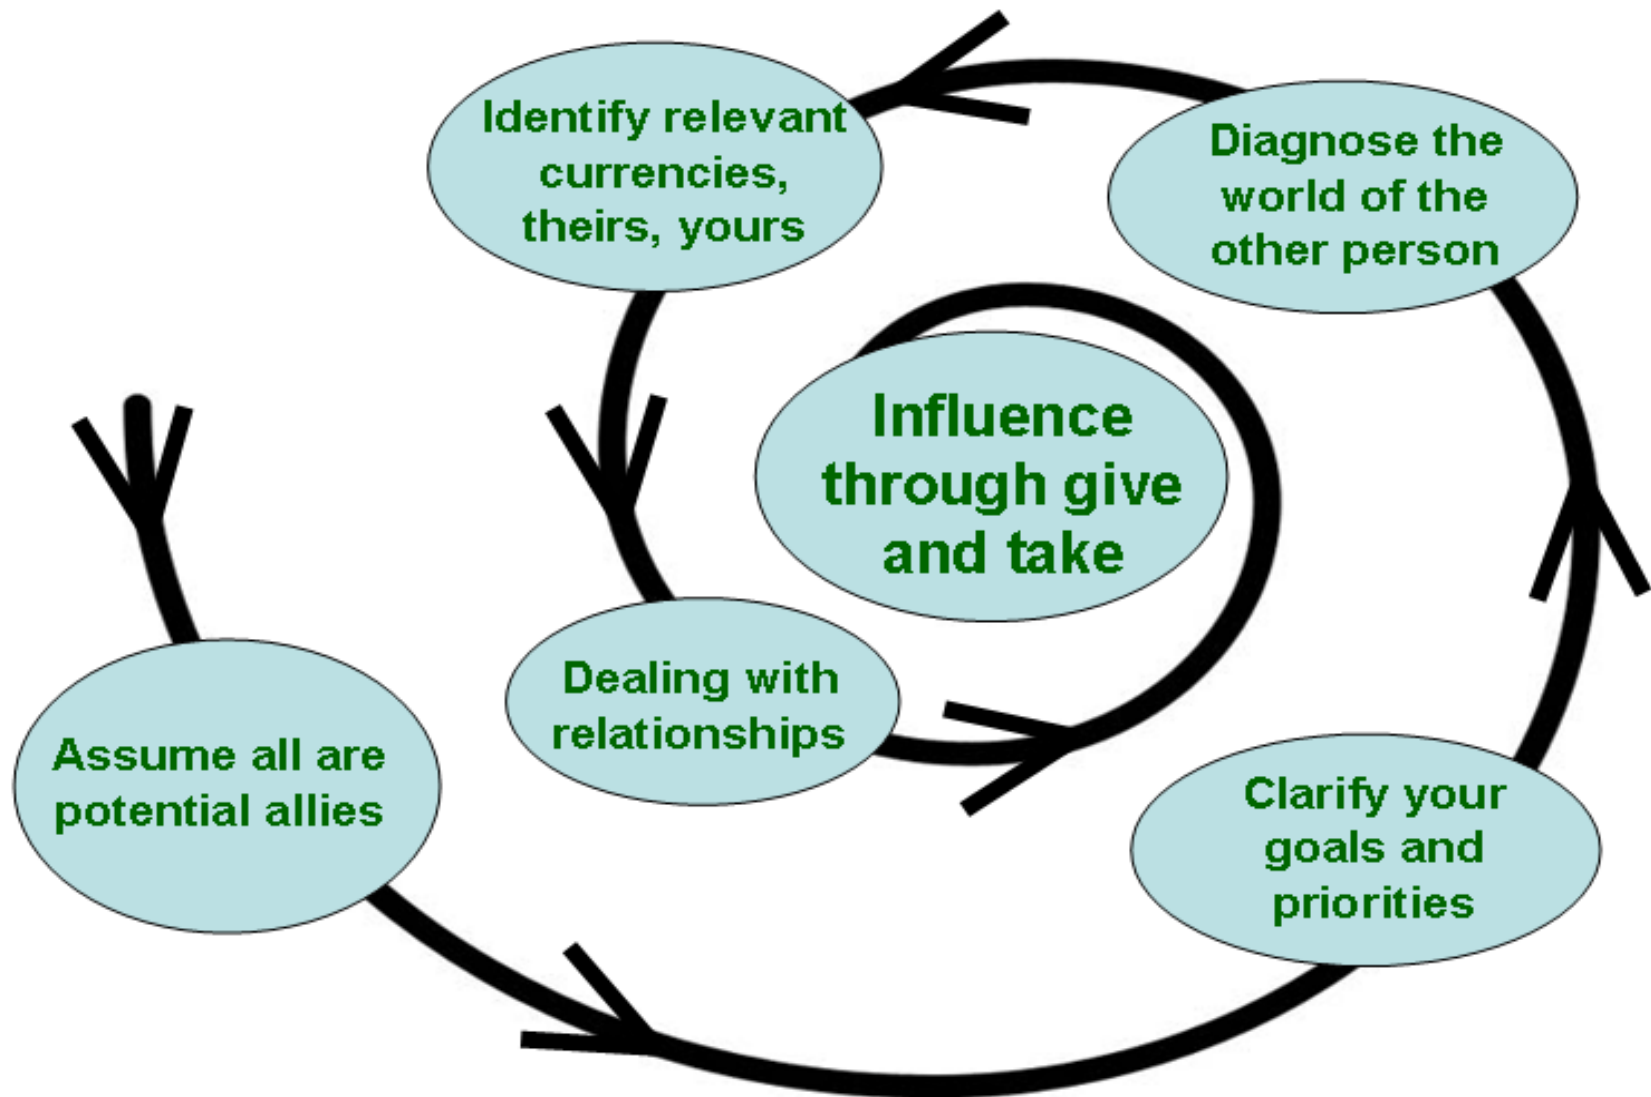 Identify relevant
currencies,
theirs, yours
Diagnose the
world of the
other person
Influence
through give
and take
Dealing with
relationships
Assume all are
potential allies
Clarify your
goals and
priorities